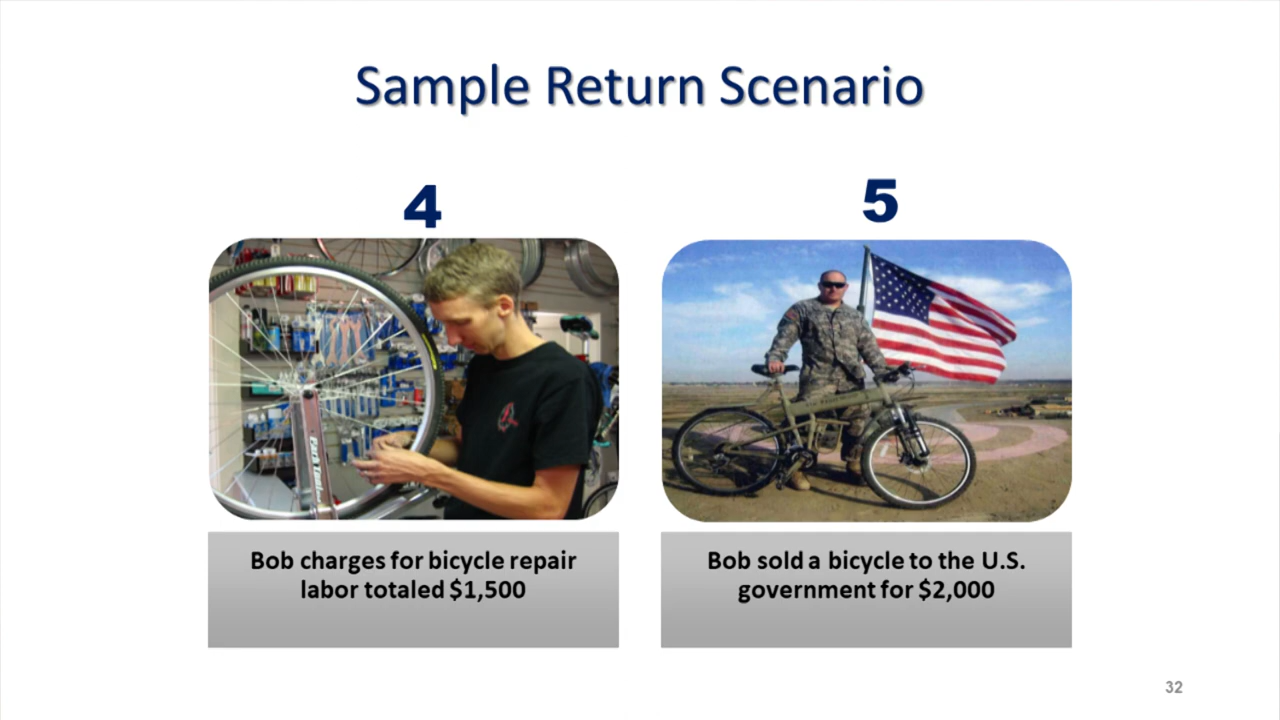 Sample Return Scenario
4
5
Bob charges for bicycle repair
labor totaled $1,500
Bob sold a bicycle to the U.S.
government for $2,000
32